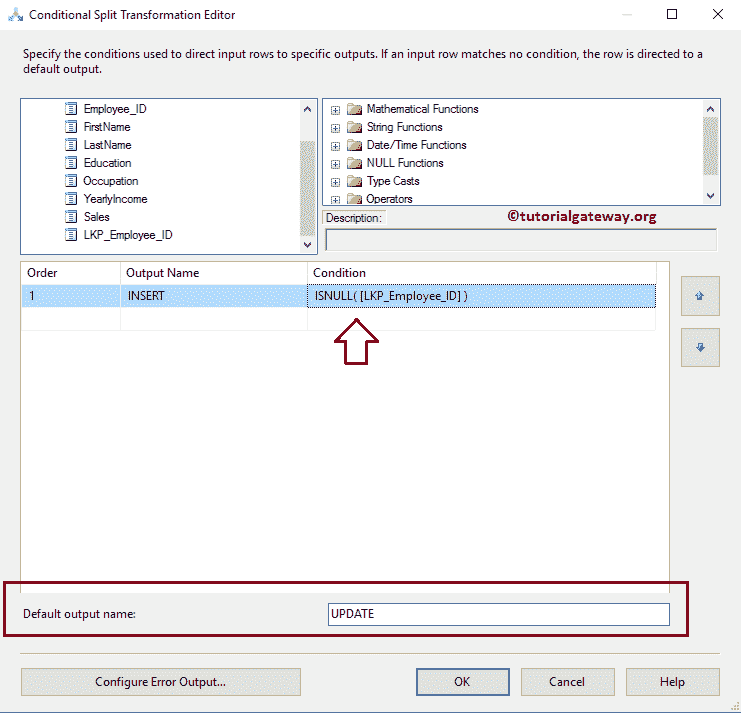 Conditional Split Transformation Editor
Specify the conditions used to direct input rows to specific outputs. If an input row matches no condition, the row is directed to a
default output.
Employee_ID
FirstName
LastName
Education
Occupation
YearlyIncome
Sales
LKP_Employee_ID
Mathematical Functions
String Functions
Date/Time Functions
NULL Functions
Type Casts
Operators
Description:
©tutorialgateway.org
Order Output Name Condition
1 INSERT ISNULL( [LKP_Employee_ID] )
Default output name: UPDATE
Configure Error Output... OK Cancel Help